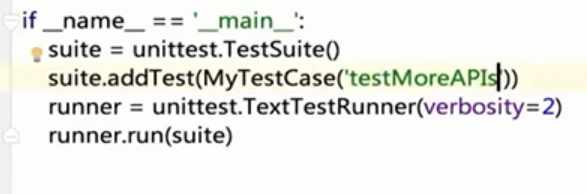 if __name__ == '__main__':
suite = unittest.TestSuite()
suite.addTest(MyTestCase('testMoreAPIs'))
runner = unittest.TextTestRunner(verbosity=2)
runner.run(suite)